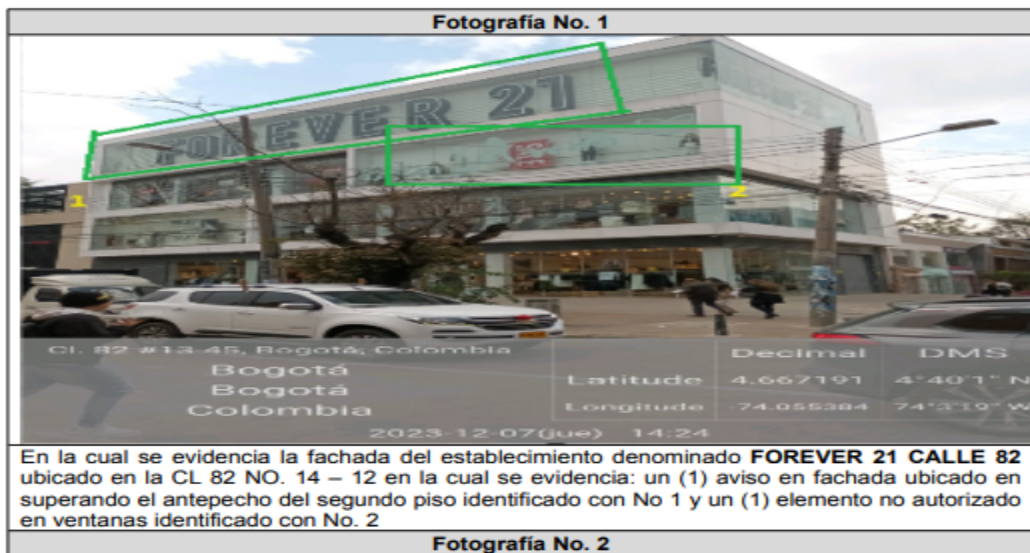 Fotografía No. 1
FOREVER 21
1
2
Cl. 82 #13-45, Bogotá, Colombia
Bogotá
Bogotá
Colombia
Decimal DMS
Latitude 4.667191 4°40'1" N
Longitude -74.055384 74°3'19" W
2023-12-07(jue) 14:24
En la cual se evidencia la fachada del establecimiento denominado FOREVER 21 CALLE 82
ubicado en la CL 82 NO. 14 – 12 en la cual se evidencia: un (1) aviso en fachada ubicado en
superando el antepecho del segundo piso identificado con No 1 y un (1) elemento no autorizado
en ventanas identificado con No. 2
Fotografía No. 2